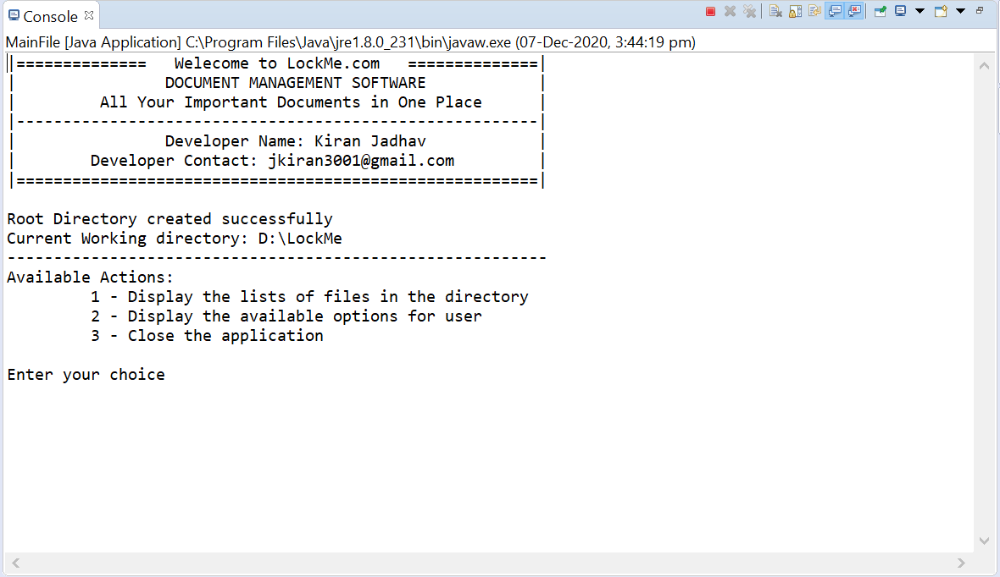 Console
MainFile [Java Application] C:\Program Files\Java\jre1.8.0_231\bin\javaw.exe (07-Dec-2020, 3:44:19 pm)
|==============   Welcome to LockMe.com   ==============|
|                DOCUMENT MANAGEMENT SOFTWARE            |
|         All Your Important Documents in One Place      |
|--------------------------------------------------------|
|                Developer Name: Kiran Jadhav            |
|        Developer Contact: jkiran3001@gmail.com         |
|========================================================|
Root Directory created successfully
Current Working directory: D:\LockMe
----------------------------------------------------------
Available Actions:
1 - Display the lists of files in the directory
2 - Display the available options for user
3 - Close the application
Enter your choice